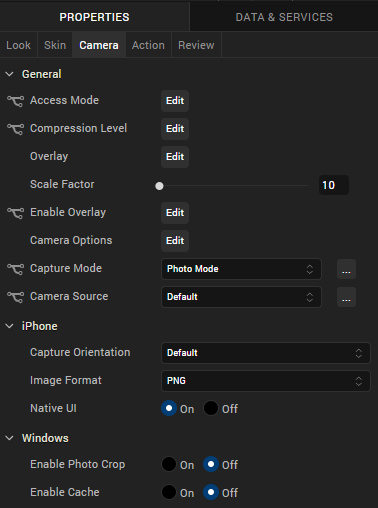 PROPERTIES DATA & SERVICES
Look Skin Camera Action Review
General
Access Mode Edit
Compression Level Edit
Overlay Edit
Scale Factor 10
Enable Overlay Edit
Camera Options Edit
Capture Mode Photo Mode ...
Camera Source Default ...
iPhone
Capture Orientation Default
Image Format PNG
Native UI On Off
Windows
Enable Photo Crop On Off
Enable Cache On Off